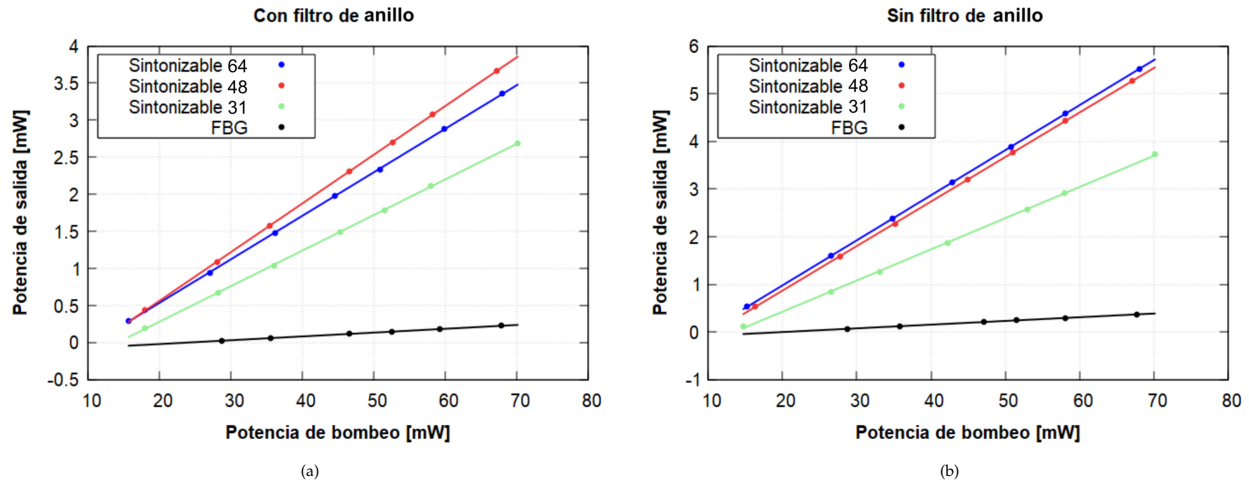 Con filtro de anillo
Potencia de salida [mW]
4
3.5
3
2.5
2
1.5
1
0.5
0
-0.5
Sintonizable 64
Sintonizable 48
Sintonizable 31
FBG
10 20 30 40 50 60 70 80
Potencia de bombeo [mW]
(a)
Sin filtro de anillo
Potencia de salida [mW]
6
5
4
3
2
1
0
-1
Sintonizable 64
Sintonizable 48
Sintonizable 31
FBG
10 20 30 40 50 60 70 80
Potencia de bombeo [mW]
(b)